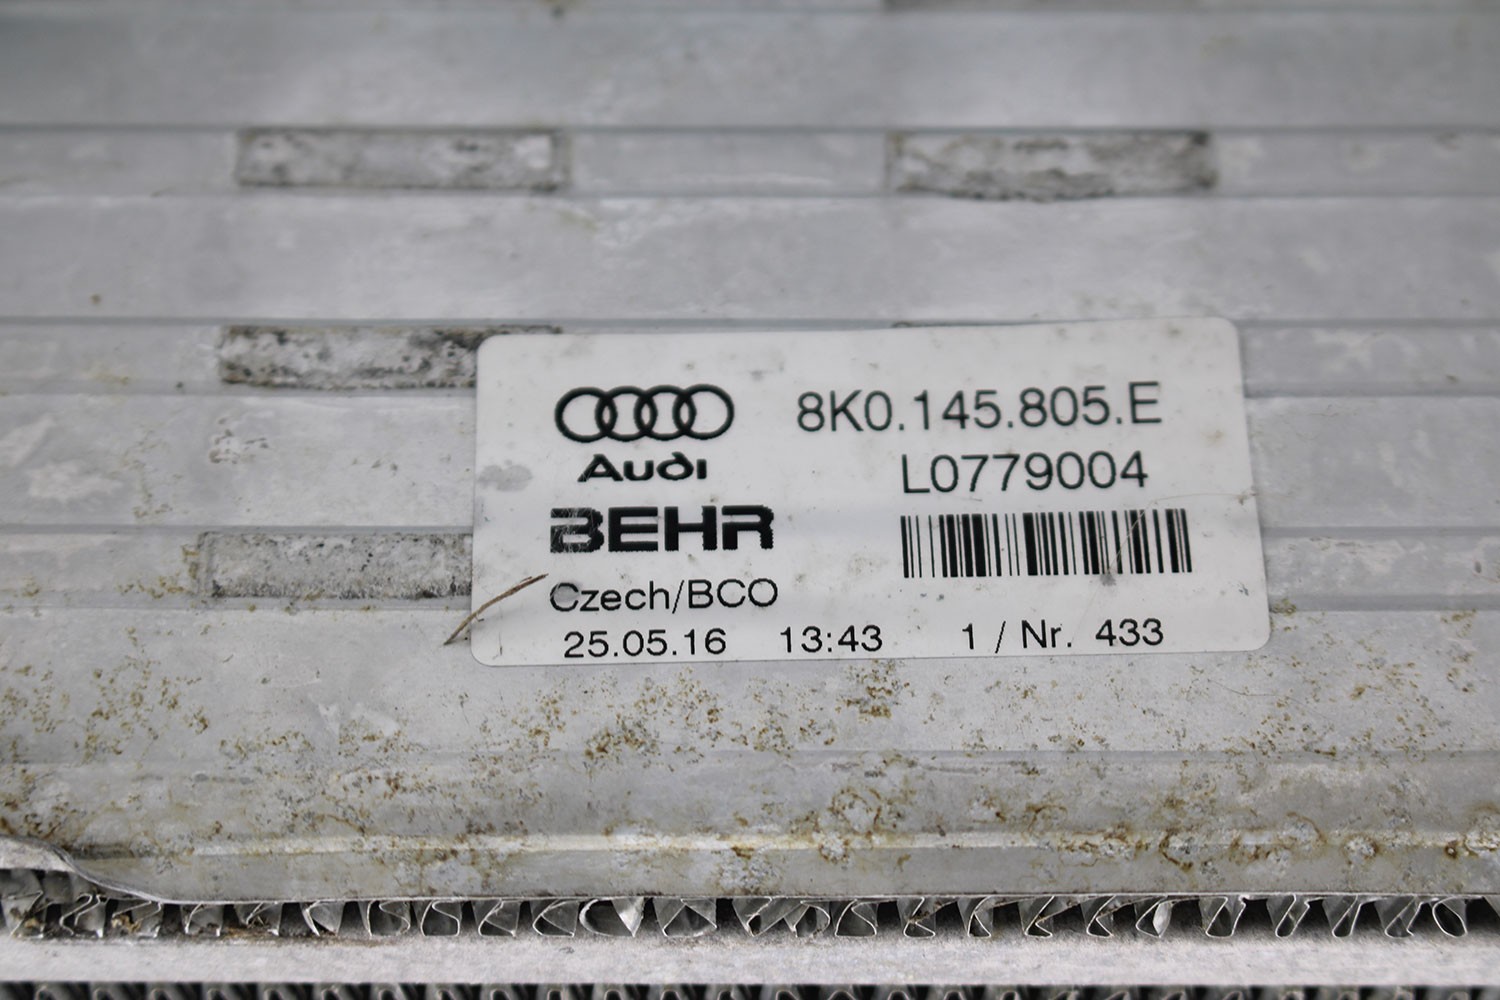 Audi
8K0.145.805.E
L0779004
BEHR
Czech/BCO
25.05.16 13:43 1 / Nr. 433